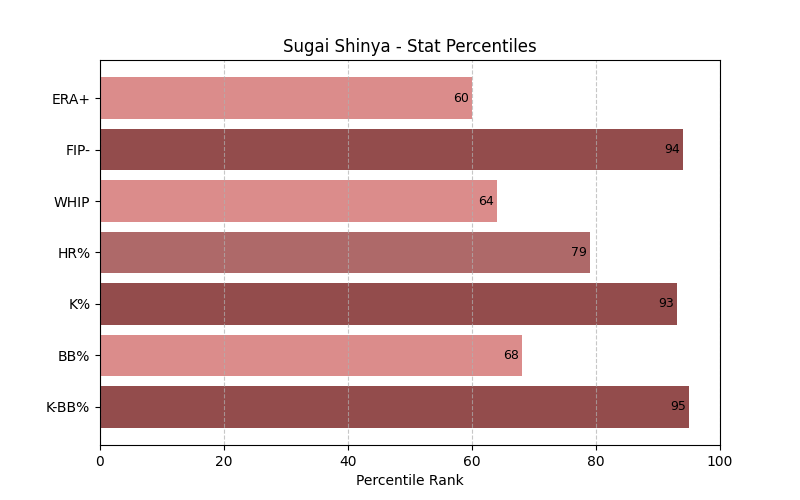 Sugai Shinya - Stat Percentiles
ERA+ 60
FIP- 94
WHIP 64
HR% 79
K% 93
BB% 68
K-BB% 95
0 20 40 60 80 100
Percentile Rank